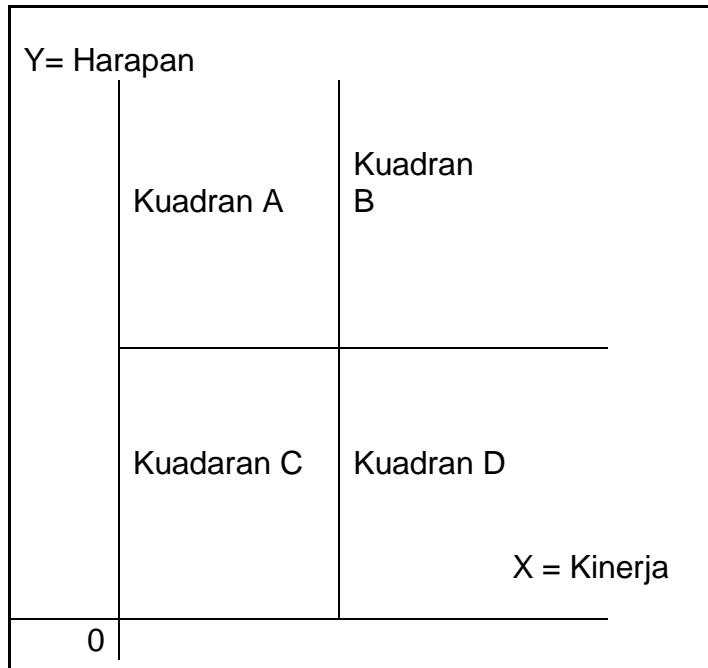 Y= Harapan
Kuadran A
Kuadran
B
Kuadaran C
Kuadran D
X = Kinerja
0